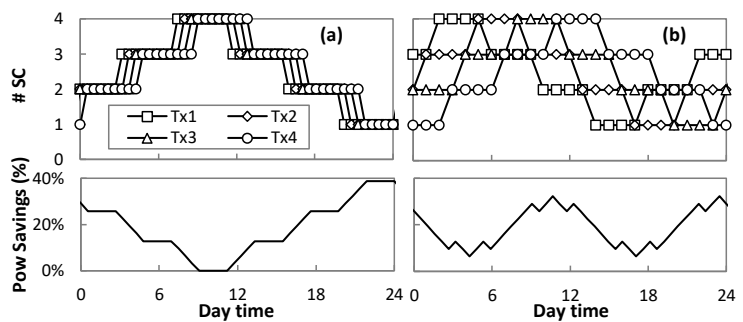 4
3
2
1
0
# SC
(a)
(b)
Tx1 Tx2
Tx3 Tx4
40%
20%
0%
Pow Savings (%)
0 6 12 18 24
0 6 12 18 24
Day time Day time